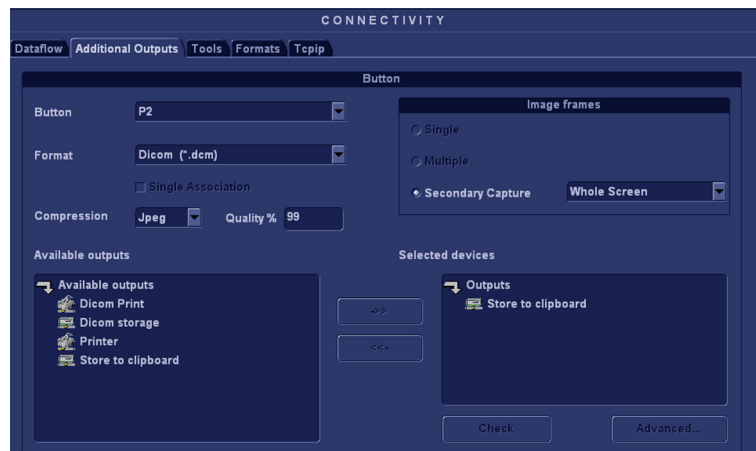 CONNECTIVITY
Dataflow Additional Outputs Tools Formats Tcpip
Button
Button P2
Format Dicom (*.dcm)
Single Association
Compression Jpeg Quality % 99
Image frames
Single
Multiple
Secondary Capture Whole Screen
Available outputs
Available outputs
Dicom Print
Dicom storage
Printer
Store to clipboard
->>
<<-
Selected devices
Outputs
Store to clipboard
Check Advanced...